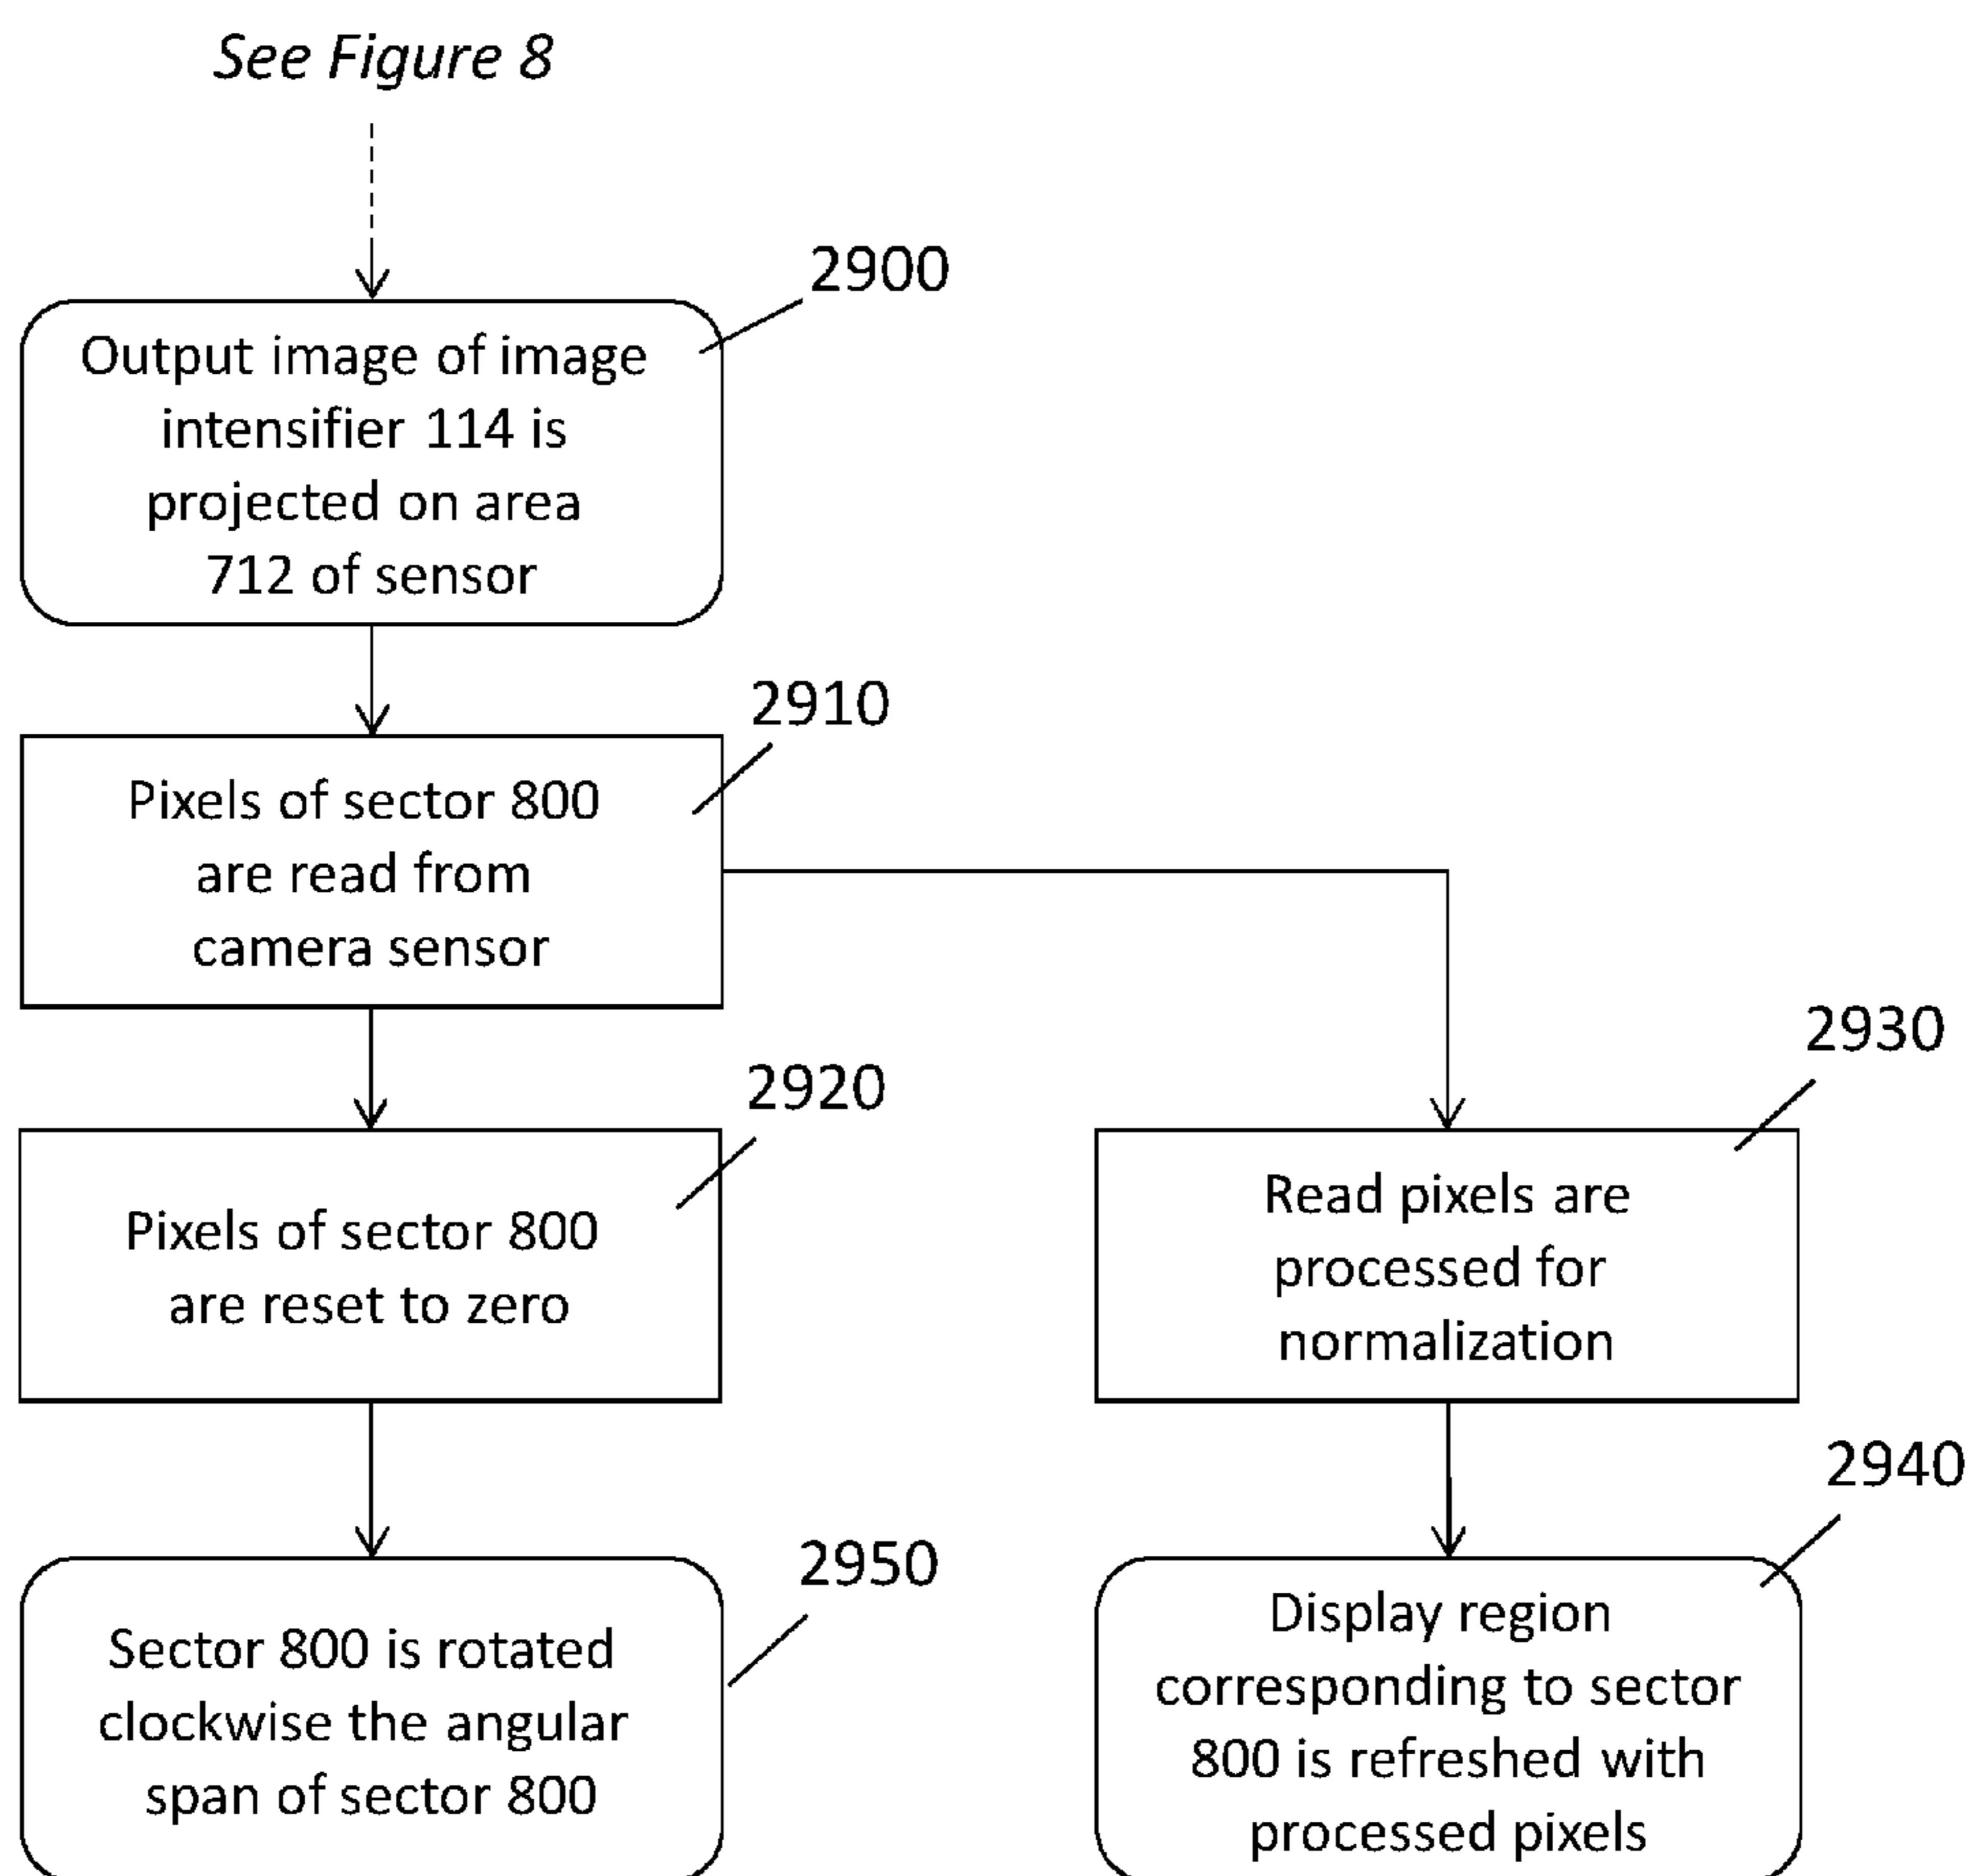 See Figure 8
2900
Output image of image
intensifier 114 is
projected on area
712 of sensor
2910
Pixels of sector 800
are read from
camera sensor
2920
Pixels of sector 800
are reset to zero
2930
Read pixels are
processed for
normalization
2940
Display region
corresponding to sector
800 is refreshed with
processed pixels
2950
Sector 800 is rotated
clockwise the angular
span of sector 800